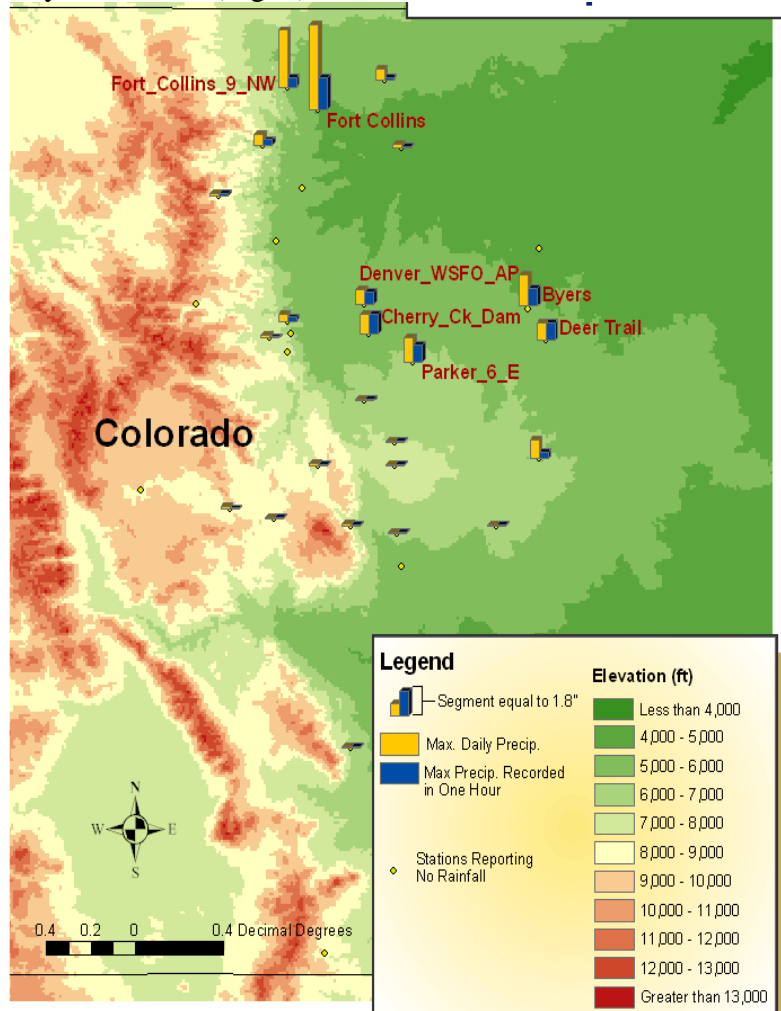 Fort_Collins_9_NW
Fort Collins
Denver_WSFO_AP
Byers
Cherry_Ck_Dam
Deer Trail
Parker_6_E
Colorado
Legend
Segment equal to 1.8"
Max. Daily Precip.
Max Precip. Recorded
in One Hour
Stations Reporting
No Rainfall
Elevation (ft)
Less than 4,000
4,000 - 5,000
5,000 - 6,000
6,000 - 7,000
7,000 - 8,000
8,000 - 9,000
9,000 - 10,000
10,000 - 11,000
11,000 - 12,000
12,000 - 13,000
Greater than 13,000
N
W E
S
0.4 0.2 0 0.4 Decimal Degrees